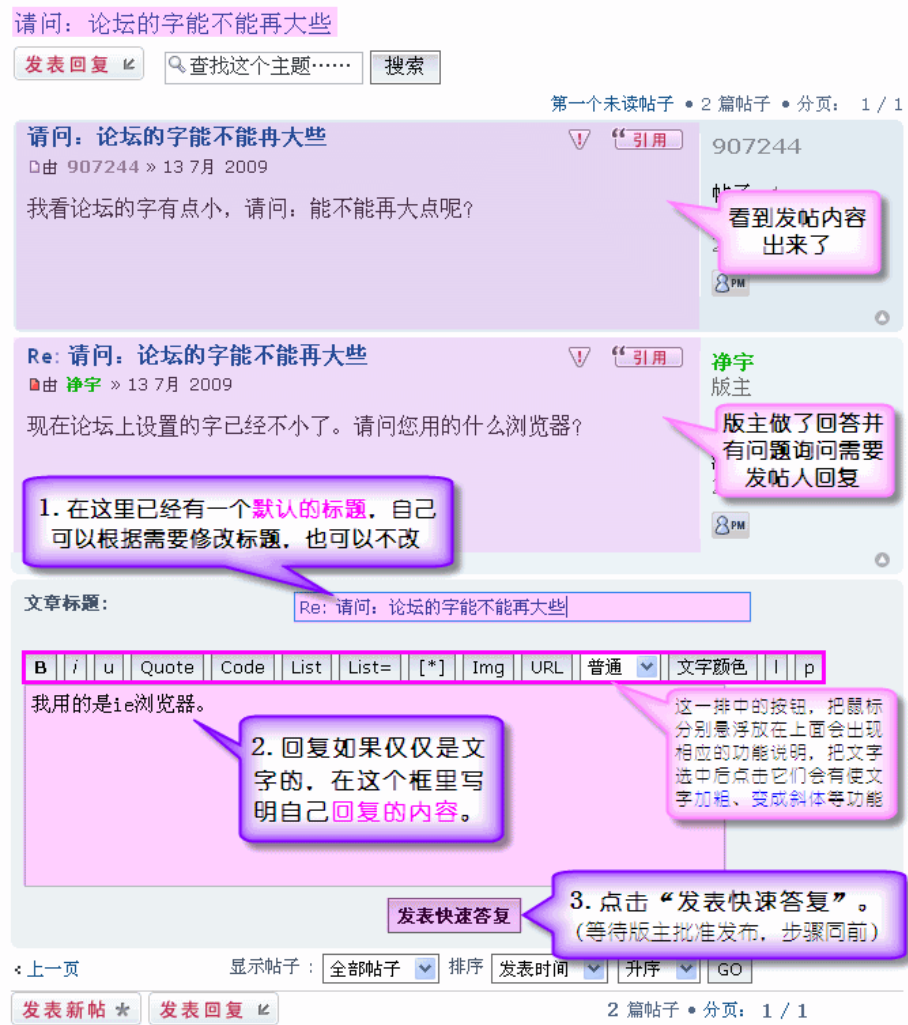 请问：论坛的字能不能再大些
发表回复
查找这个主题…… 搜索
第一个未读帖子 • 2 篇帖子 • 分页： 1 / 1
请问：论坛的字能不能再大些
引用
907244
由 907244 » 13 7月 2009
我看论坛的字有点小，请问：能不能再大点呢？
看到发帖内容
出来了
PM
Re: 请问：论坛的字能不能再大些
引用
净宇
由 净宇 » 13 7月 2009
版主
现在论坛上设置的字已经不小了。请问您用的什么浏览器？
版主做了回答并
有问题询问需要
发帖人回复
PM
1. 在这里已经有一个默认的标题，自己
可以根据需要修改标题，也可以不改
文章标题：
Re: 请问：论坛的字能不能再大些
B i u Quote Code List List= [*] Img URL 普通 文字颜色 l p
我用的是ie浏览器。
这一排中的按钮，把鼠标
分别悬浮放在上面会出现
相应的功能说明，把文字
选中后点击它们会有使文
字加粗、变成斜体等功能
2. 回复如果仅仅是文
字的，在这个框里写
明自己回复的内容。
发表快速答复
3. 点击“发表快速答复”。
（等待版主批准发布，步骤同前）
‹上一页
显示帖子： 全部帖子 排序 发表时间 升序 GO
发表新帖 发表回复
2 篇帖子 • 分页： 1 / 1